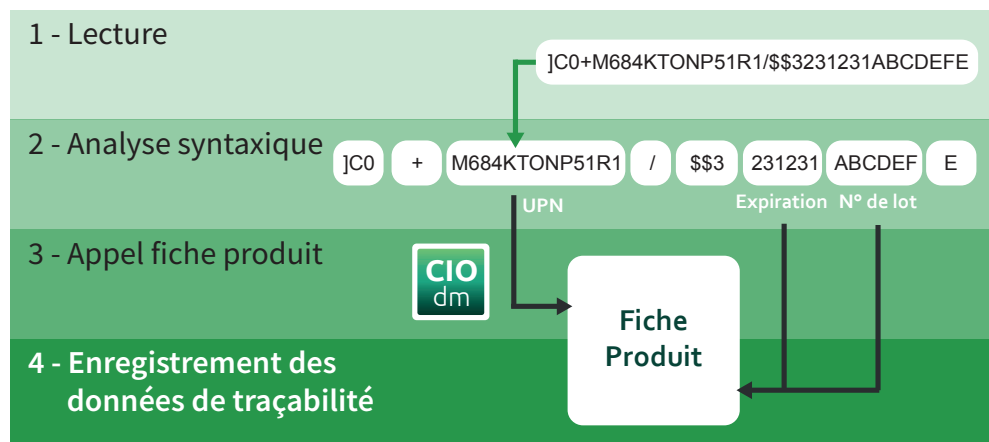 1 - Lecture
]C0+M684KTONP51R1/$$3231231ABCDEFE
2 - Analyse syntaxique
]C0 + M684KTONP51R1 / $$3 231231 ABCDEF E
UPN Expiration N° de lot
3 - Appel fiche produit
CIO
dm
Fiche
Produit
4 - Enregistrement des
données de traçabilité